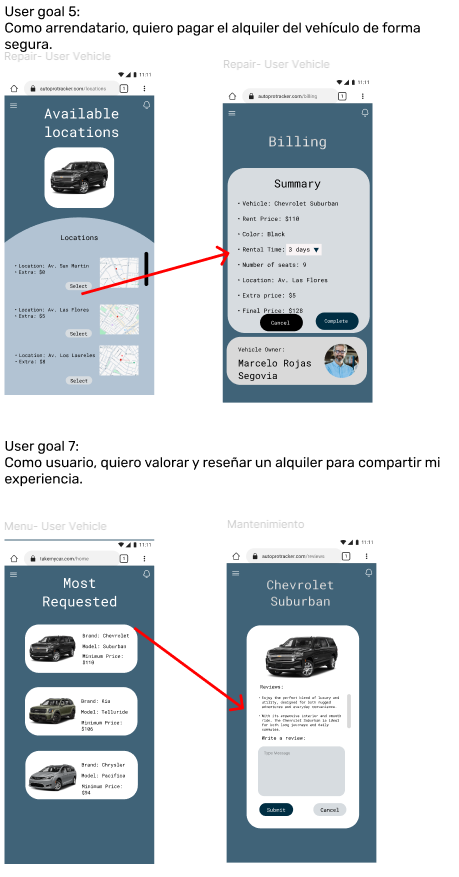 User goal 5:
Como arrendatario, quiero pagar el alquiler del vehículo de forma
segura.
Repair- User Vehicle
11:11
autoprotracker.com/locations
1
Available
locations
Locations
• Location: Av. San Martin
• Extra: $0
Select
• Location: Av. Las Flores
• Extra: $5
Select
• Location: Av. Los Laureles
• Extra: $8
Select
Repair- User Vehicle
11:11
autoprotracker.com/billing
1
Billing
Summary
• Vehicle: Chevrolet Suburban
• Rent Price: $110
• Color: Black
• Rental Time: 3 days ▼
• Number of seats: 9
• Location: Av. Las Flores
• Extra price: $5
• Final Price: $128
Cancel
Complete
Vehicle Owner:
Marcelo Rojas
Segovia
User goal 7:
Como usuario, quiero valorar y reseñar un alquiler para compartir mi
experiencia.
Menu- User Vehicle
11:11
takemycar.com/home
1
Most
Requested
Brand: Chevrolet
Model: Suburban
Minimum Price:
$110
Brand: Kia
Model: Telluride
Minimum Price:
$106
Brand: Chrysler
Model: Pacifica
Minimum Price:
$94
Mantenimiento
11:11
autoprotracker.com/reviews
1
Chevrolet
Suburban
Reviews:
• Enjoy the perfect blend of luxury and
utility, designed for both rugged
adventures and everyday convenience.
• With its expansive interior and smooth
ride, the Chevrolet Suburban is ideal
for both long journeys and daily
commutes.
Write a review:
Type Message
Submit
Cancel